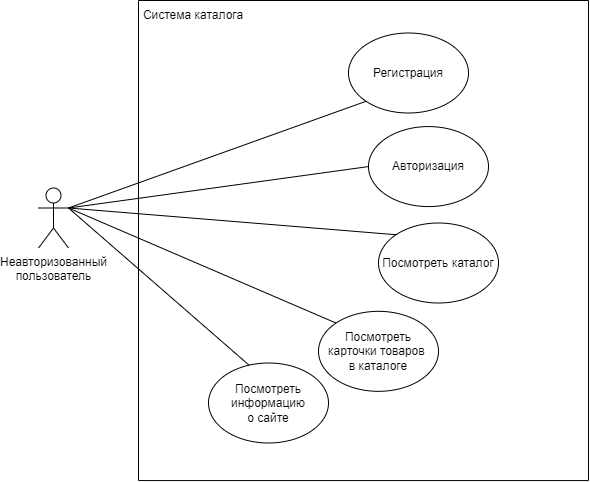 Система каталога
Регистрация
Авторизация
Неавторизованный
пользователь
Посмотреть каталог
Посмотреть
карточки товаров
в каталоге
Посмотреть
информацию
о сайте